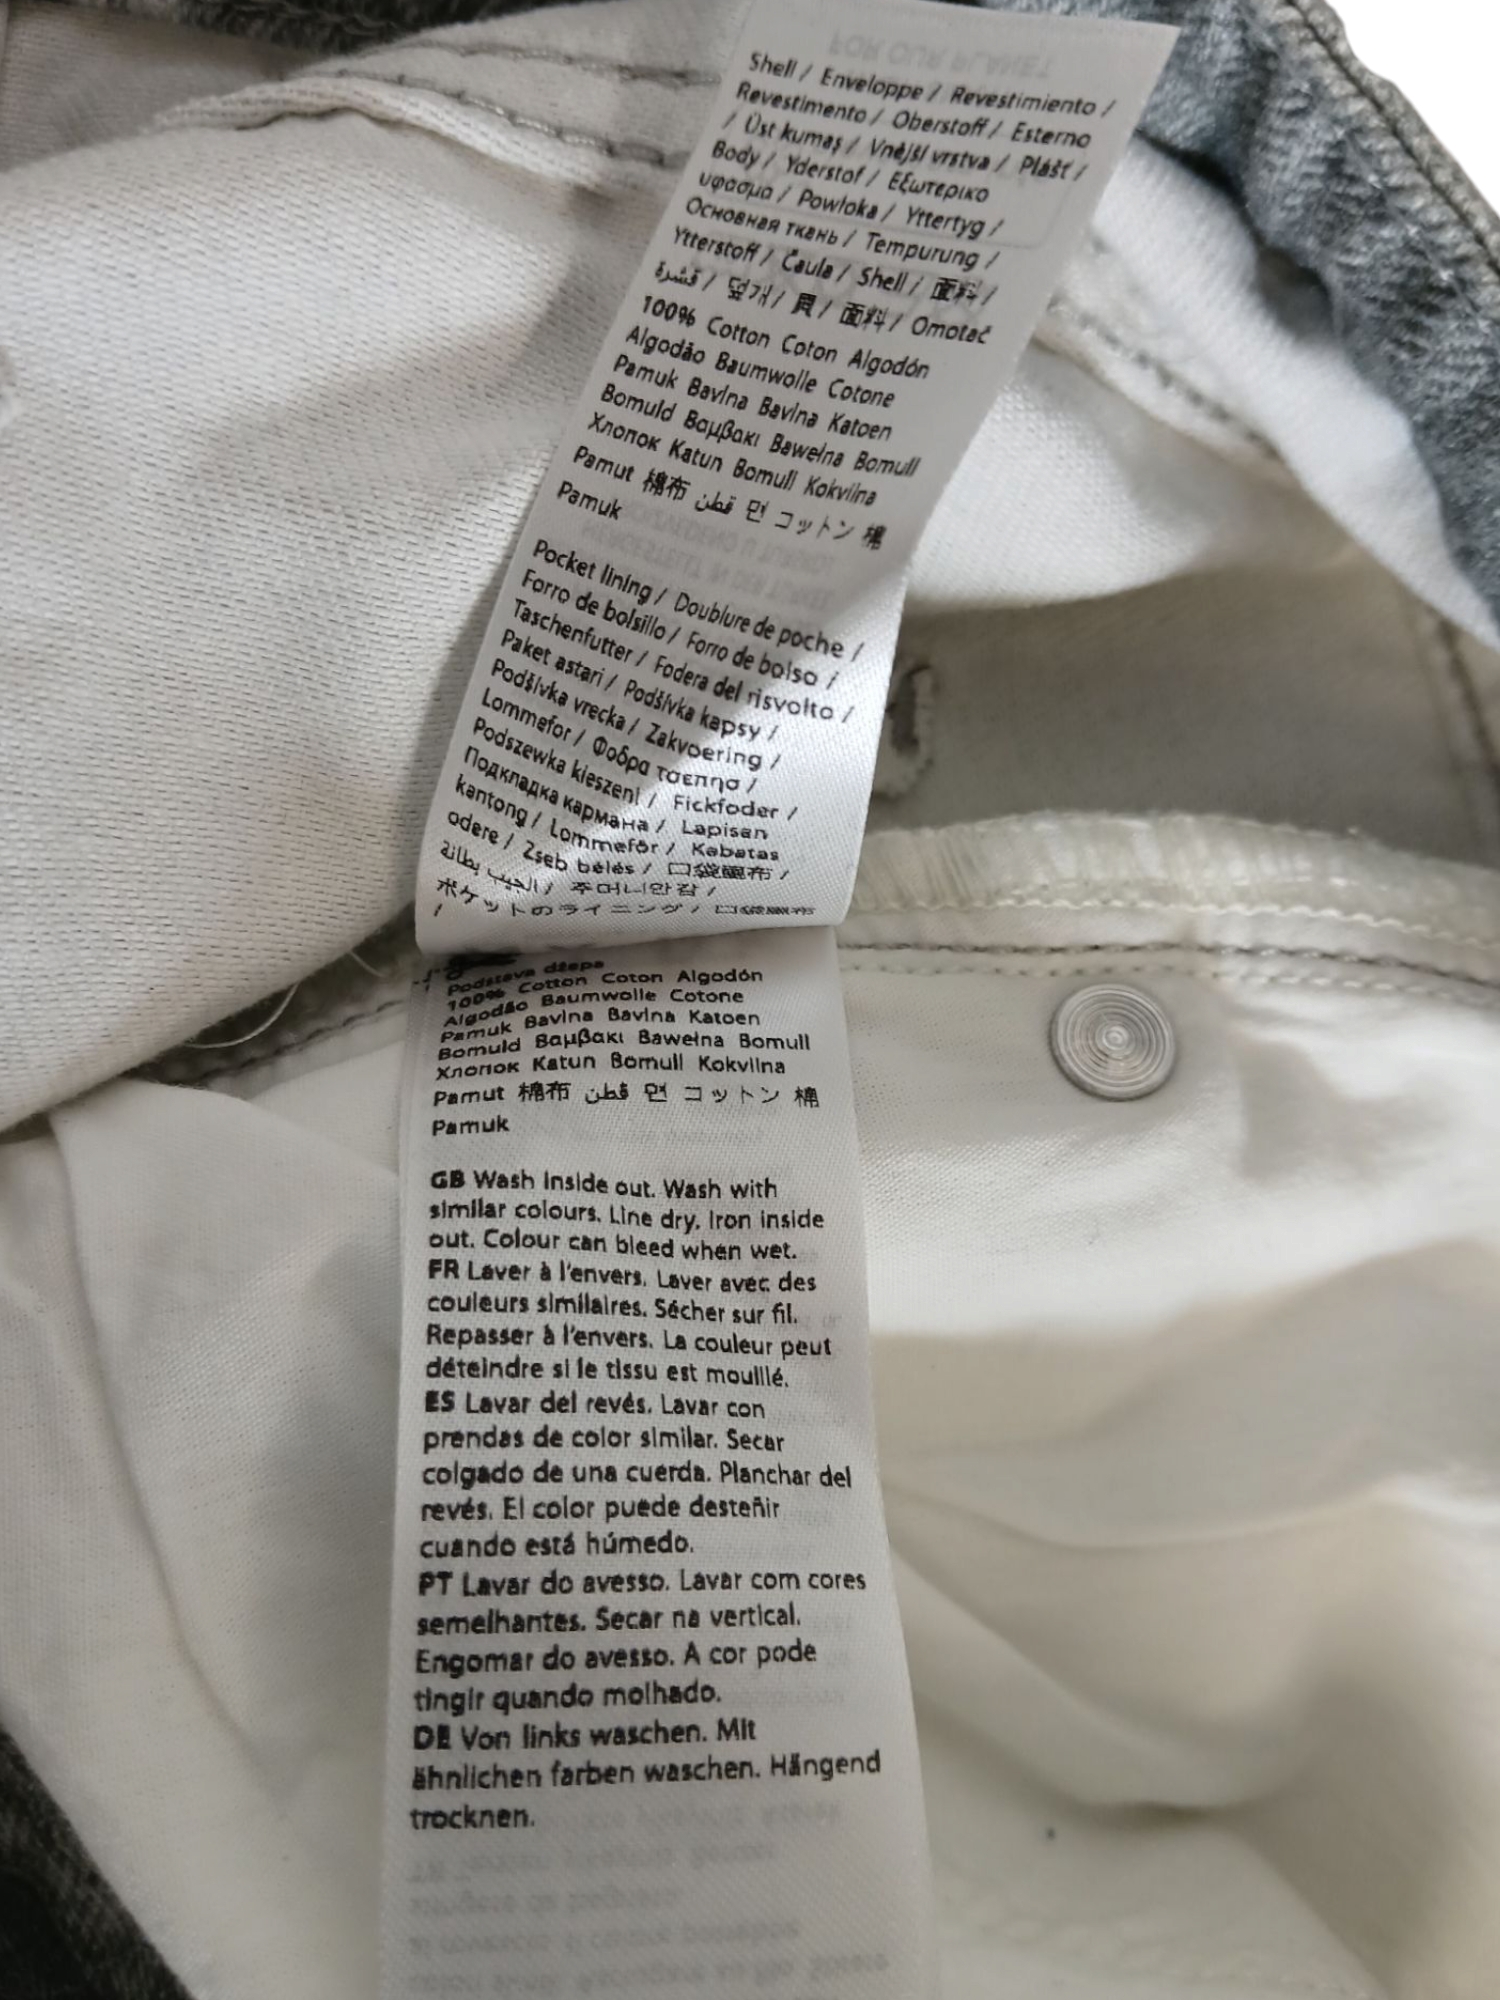 Shell / Enveloppe / Revestimiento /
Revestimento / Oberstoff / Esterno
/ Üst kumaş / Vnější vrstva / Plášť /
Body / Yderstof / Εξωτερικο
υφασμα / Powłoka / Yttertyg /
Основная ткань / Tempurung /
Ytterstoff / Čaula / Shell / 面料 /
قشرة / 덮개 / 貝 / 面料 / Omotač
100% Cotton Coton Algodón
Algodão Baumwolle Cotone
Pamuk Bavlna Bavlna Katoen
Bomuld Βαμβακι Bawełna Bomull
Хлопок Katun Bomull Kokvilna
Pamut 棉布 قطن 면 コットン 棉
Pamuk
Pocket lining / Doublure de poche /
Forro de bolsillo / Forro de bolso /
Taschenfutter / Fodera del risvolto /
Paket astari / Podšívka kapsy /
Podšívka vrecka / Zakvoering /
Lommefor / Φοδρα τσεπησ /
Podszewka kieszeni / Fickfoder /
Подкладка кармана / Lapisan
kantong / Lommefôr / Kabatas
odere / Zseb bélés / 口袋里布 /
الجيب بطانة / 주머니안감 /
ポケットのライニング / 口袋里布
/
Podstava džepa
100% Cotton Coton Algodón
Algodão Baumwolle Cotone
Pamuk Bavlna Bavlna Katoen
Bomuld Βαμβακι Bawełna Bomull
Хлопок Katun Bomull Kokvilna
Pamut 棉布 قطن 면 コットン 棉
Pamuk
GB Wash inside out. Wash with
similar colours. Line dry. Iron inside
out. Colour can bleed when wet.
FR Laver à l'envers. Laver avec des
couleurs similaires. Sécher sur fil.
Repasser à l'envers. La couleur peut
déteindre si le tissu est mouillé.
ES Lavar del revés. Lavar con
prendas de color similar. Secar
colgado de una cuerda. Planchar del
revés. El color puede desteñir
cuando está húmedo.
PT Lavar do avesso. Lavar com cores
semelhantes. Secar na vertical.
Engomar do avesso. A cor pode
tingir quando molhado.
DE Von links waschen. Mit
ähnlichen farben waschen. Hängend
trocknen.